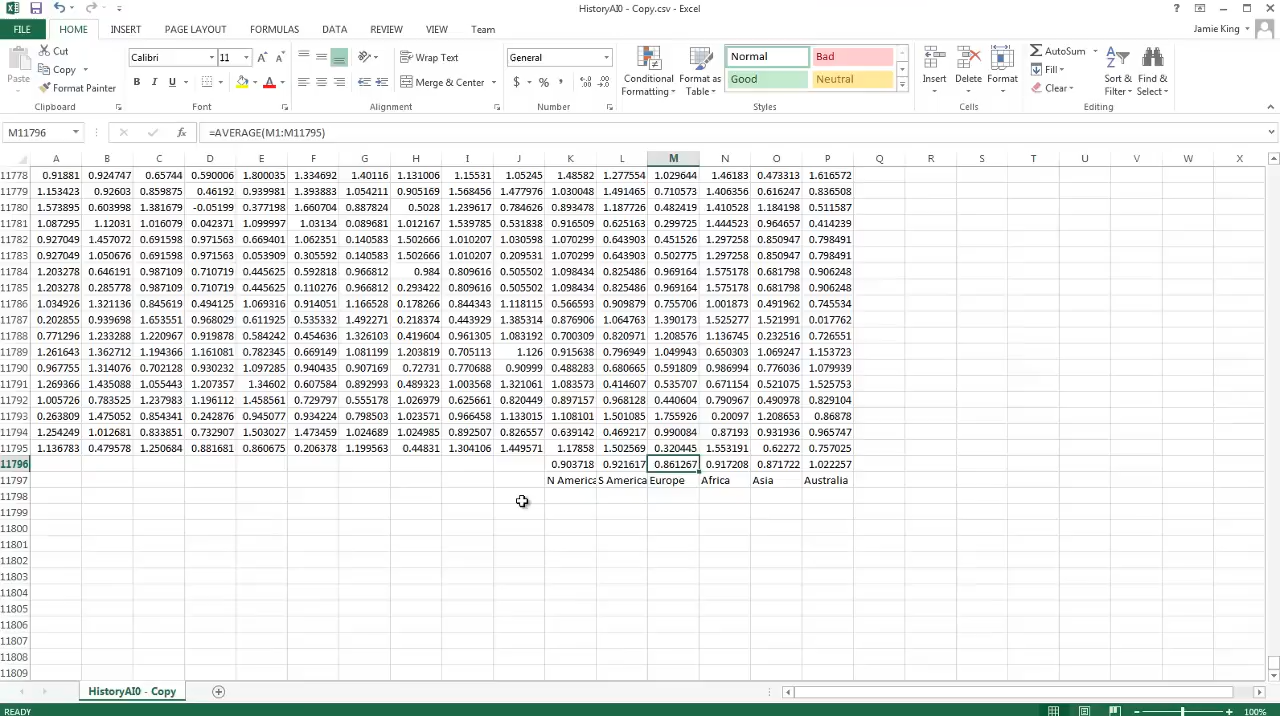 HistoryAI0 - Copy.csv - Excel
FILE HOME INSERT PAGE LAYOUT FORMULAS DATA REVIEW VIEW Team Jamie King
Paste Cut Copy Format Painter
Calibri 11 B I U
Wrap Text Merge & Center
General $ % ,
Conditional Formatting Format as Table Normal Bad Good Neutral
Insert Delete Format
AutoSum Fill Clear Sort & Filter Find & Select
Clipboard Font Alignment Number Styles Cells Editing
M11796 fx =AVERAGE(M1:M11795)
A B C D E F G H I J K L M N O P Q R S T U V W X
11778 0.91881 0.924747 0.65744 0.590006 1.800035 1.334692 1.40116 1.131006 1.15531 1.05245 1.48582 1.277554 1.029644 1.46183 0.473313 1.616572
11779 1.153423 0.92603 0.859875 0.46192 0.939981 1.393883 1.054211 0.905169 1.568456 1.477976 1.030048 1.491465 0.710573 1.406356 0.616247 0.836508
11780 1.573895 0.603998 1.381679 -0.05199 0.377198 1.660704 0.887824 0.5028 1.239617 0.784626 0.893478 1.187726 0.482419 1.410528 1.184198 0.511587
11781 1.087295 1.12031 1.016079 0.042371 1.099997 1.03134 0.089681 1.012167 1.539785 0.531838 0.916509 0.625163 0.299725 1.444523 0.964657 0.414239
11782 0.927049 1.457072 0.691598 0.971563 0.669401 1.062351 0.140583 1.502666 1.010207 1.030598 1.070299 0.643903 0.451526 1.297258 0.850947 0.798491
11783 0.927049 1.050676 0.691598 0.971563 0.053909 0.305592 0.140583 1.502666 1.010207 0.209531 1.070299 0.643903 0.502775 1.297258 0.850947 0.798491
11784 1.203278 0.646191 0.987109 0.710719 0.445625 0.592818 0.966812 0.984 0.809616 0.505502 1.098434 0.825486 0.969164 1.575178 0.681798 0.906248
11785 1.203278 0.285778 0.987109 0.710719 0.445625 0.110276 0.966812 0.293422 0.809616 0.505502 1.098434 0.825486 0.969164 1.575178 0.681798 0.906248
11786 1.034926 1.321136 0.845619 0.494125 1.069316 0.914051 1.166528 0.178266 0.844343 1.118115 0.566593 0.909879 0.755706 1.001873 0.491962 0.745534
11787 0.202855 0.939698 1.653551 0.968029 0.611925 0.535332 1.492271 0.218374 0.443929 1.385314 0.876906 1.064763 1.390173 1.525277 1.521991 0.017762
11788 0.771296 1.233288 1.220967 0.919878 0.584242 0.454636 1.326103 0.419604 0.961305 1.083192 0.700309 0.820971 1.208576 1.136745 0.232516 0.726551
11789 1.261643 1.362712 1.194366 1.161081 0.782345 0.669149 1.081199 1.203819 0.705113 1.126 0.915638 0.796949 1.049943 0.650303 1.069247 1.153723
11790 0.967755 1.314076 0.702128 0.930232 1.097285 0.940435 0.907169 0.72731 0.770688 0.90999 0.488283 0.680665 0.591809 0.986994 0.776036 1.079939
11791 1.269366 1.435088 1.055443 1.207357 1.34602 0.607584 0.892993 0.489323 1.003568 1.321061 1.083573 0.414607 0.535707 0.671154 0.521075 1.525753
11792 1.005726 0.783525 1.237983 1.196112 1.458561 0.729797 0.555178 1.026979 0.625661 0.820449 0.897157 0.968128 0.440604 0.790967 0.490978 0.829104
11793 0.263809 1.475052 0.854341 0.242876 0.945077 0.934224 0.798503 1.023571 0.966458 1.133015 1.108101 1.501085 1.755926 0.20097 1.208653 0.86878
11794 1.254249 1.012681 0.833851 0.732907 1.503027 1.473459 1.024689 1.024985 0.892507 0.826557 0.639142 0.469217 0.990084 0.87193 0.931936 0.965747
11795 1.136783 0.479578 1.250684 0.881681 0.860675 0.206378 1.199563 0.44831 1.304106 1.449571 1.17858 1.502569 0.320445 1.553191 0.62272 0.757025
11796 0.903718 0.921617 0.861267 0.917208 0.871722 1.022257
11797 N America S America Europe Africa Asia Australia
11798
11799
11800
11801
11802
11803
11804
11805
11806
11807
11808
11809
HistoryAI0 - Copy
READY 100%